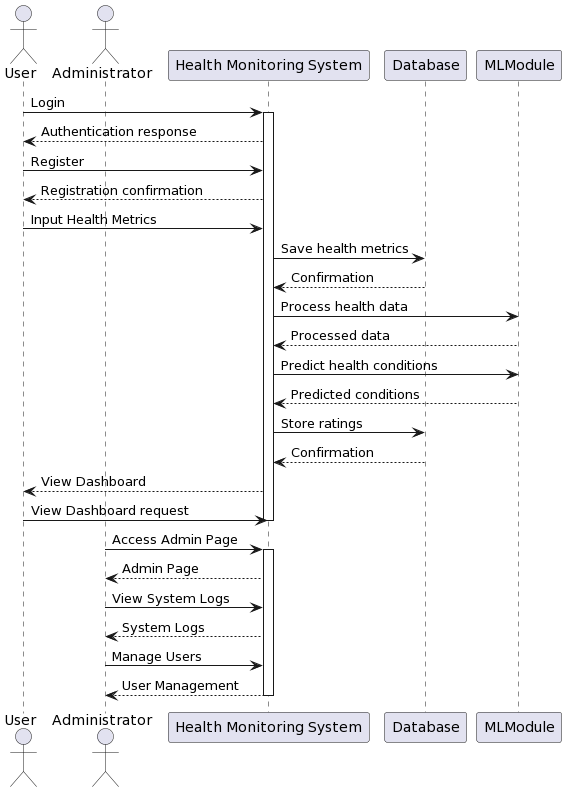 User
Administrator
Health Monitoring System
Database
MLModule
Login
Authentication response
Register
Registration confirmation
Input Health Metrics
Save health metrics
Confirmation
Process health data
Processed data
Predict health conditions
Predicted conditions
Store ratings
Confirmation
View Dashboard
View Dashboard request
Access Admin Page
Admin Page
View System Logs
System Logs
Manage Users
User Management
User
Administrator
Health Monitoring System
Database
MLModule